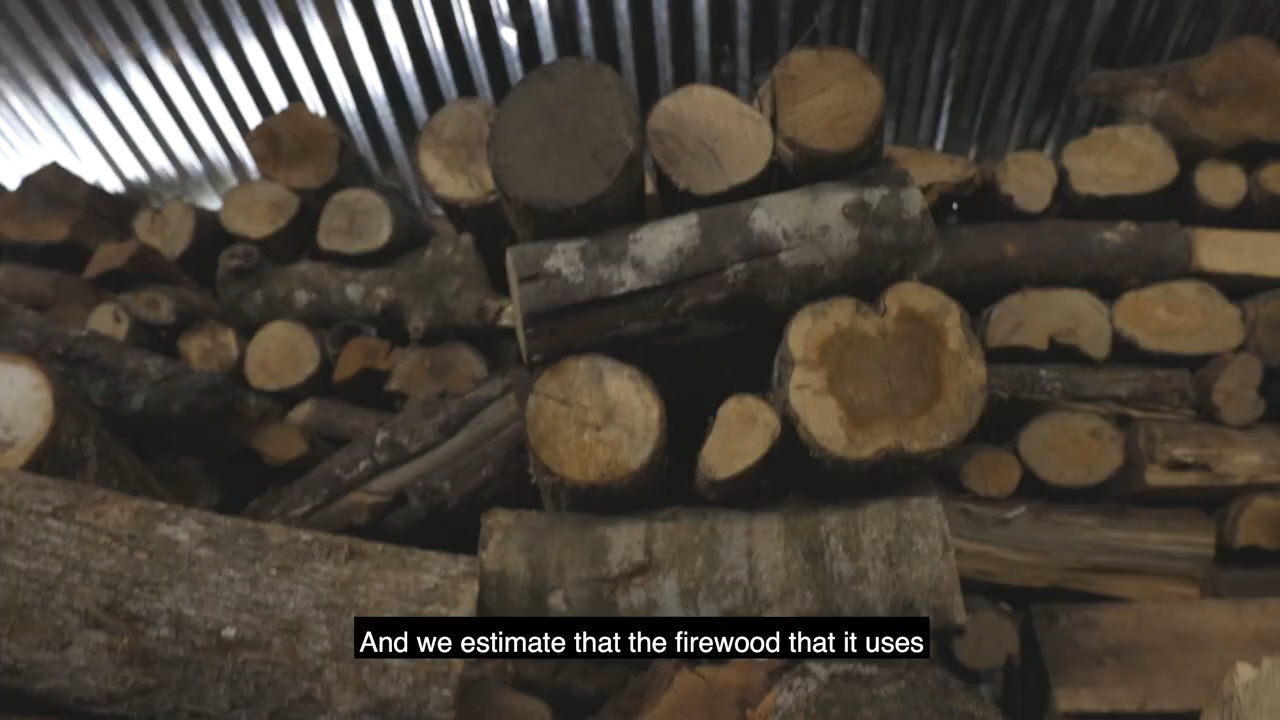 And we estimate that the firewood that it uses